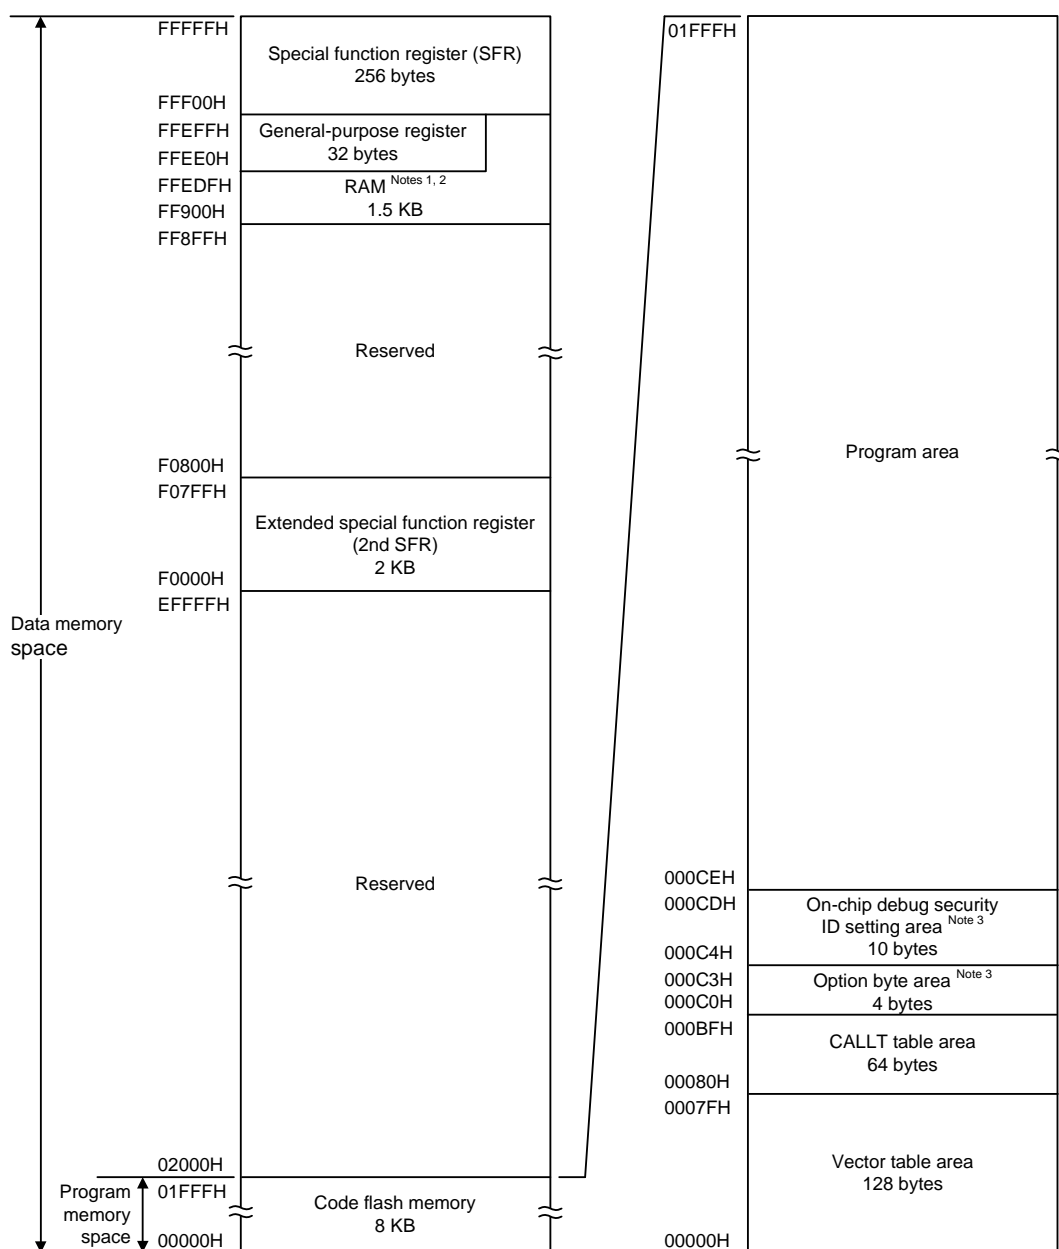 FFFFFH
Special function register (SFR)
256 bytes
FFF00H
FFEFFH
General-purpose register
32 bytes
FFEE0H
FFEDFH
RAM Notes 1, 2
1.5 KB
FF900H
FF8FFH
Reserved
F0800H
F07FFH
Extended special function register
(2nd SFR)
2 KB
F0000H
EFFFFH
Data memory
space
Reserved
02000H
Program
memory
space
01FFFH
Code flash memory
8 KB
00000H
01FFFH
Program area
000CEH
000CDH
On-chip debug security
ID setting area Note 3
10 bytes
000C4H
000C3H
Option byte area Note 3
4 bytes
000C0H
000BFH
CALLT table area
64 bytes
00080H
0007FH
Vector table area
128 bytes
00000H